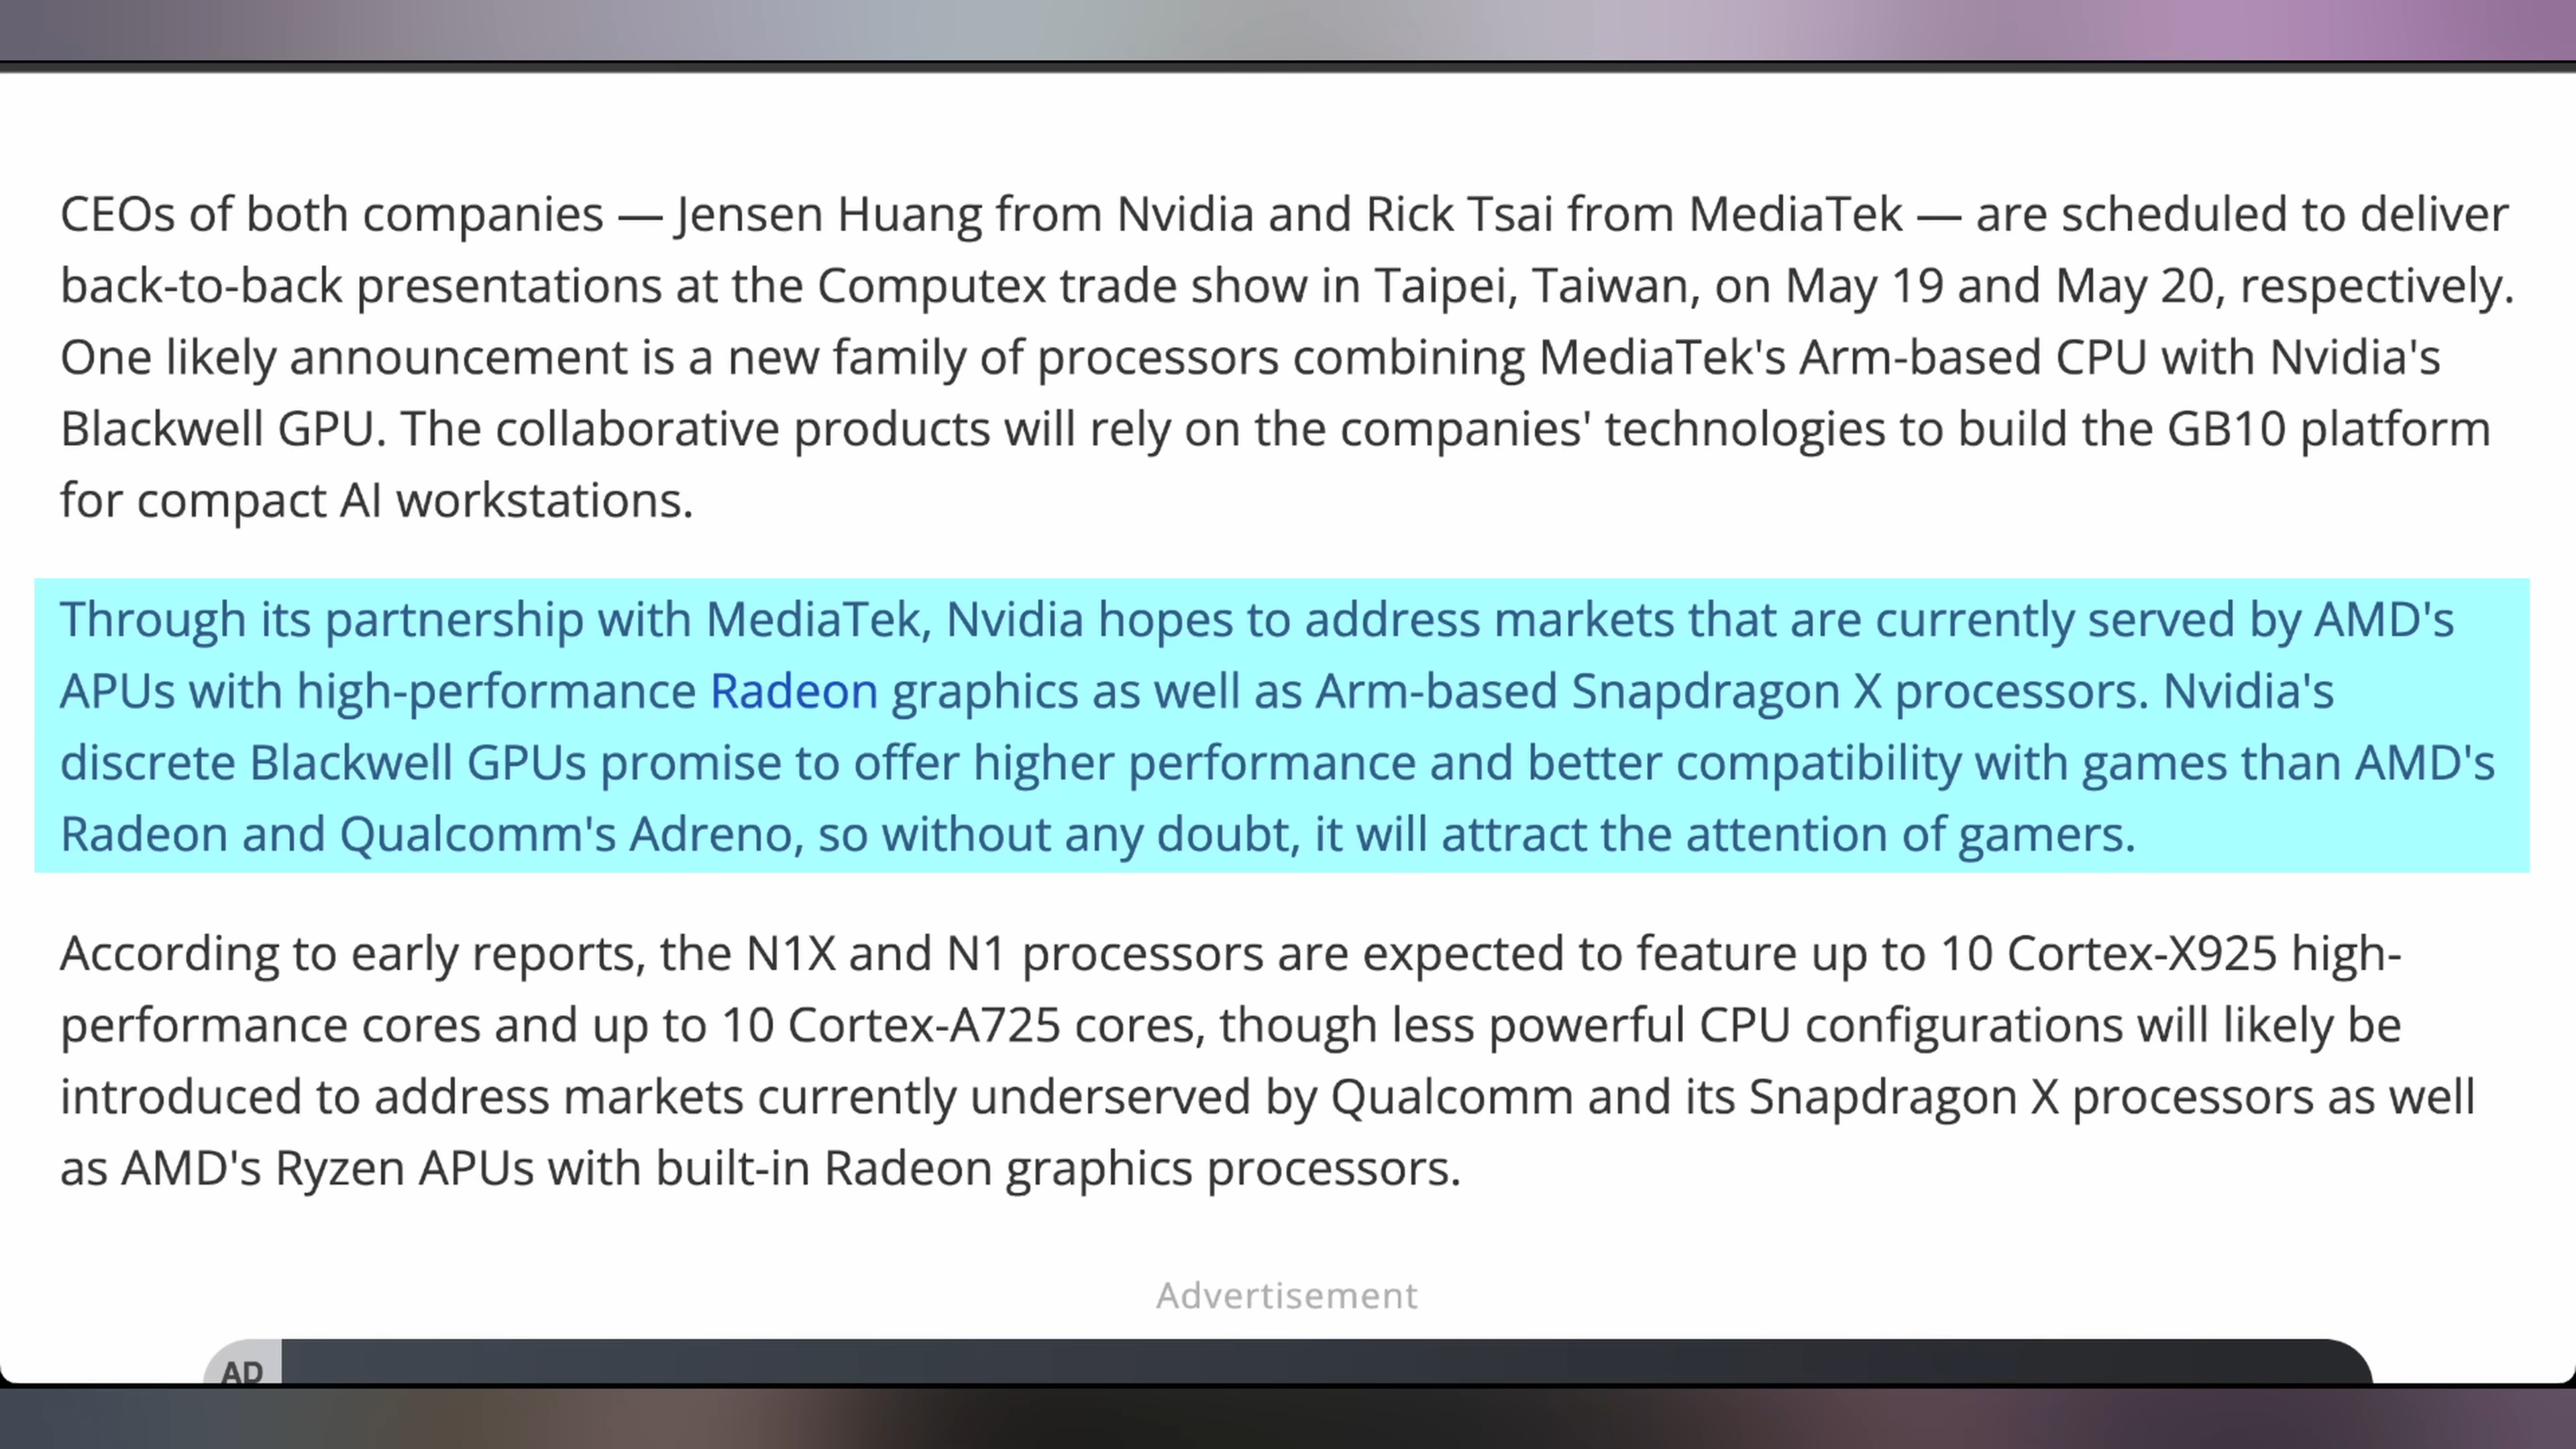 CEOs of both companies — Jensen Huang from Nvidia and Rick Tsai from MediaTek — are scheduled to deliver
back-to-back presentations at the Computex trade show in Taipei, Taiwan, on May 19 and May 20, respectively.
One likely announcement is a new family of processors combining MediaTek's Arm-based CPU with Nvidia's
Blackwell GPU. The collaborative products will rely on the companies' technologies to build the GB10 platform
for compact AI workstations.
Through its partnership with MediaTek, Nvidia hopes to address markets that are currently served by AMD's
APUs with high-performance Radeon graphics as well as Arm-based Snapdragon X processors. Nvidia's
discrete Blackwell GPUs promise to offer higher performance and better compatibility with games than AMD's
Radeon and Qualcomm's Adreno, so without any doubt, it will attract the attention of gamers.
According to early reports, the N1X and N1 processors are expected to feature up to 10 Cortex-X925 high-
performance cores and up to 10 Cortex-A725 cores, though less powerful CPU configurations will likely be
introduced to address markets currently underserved by Qualcomm and its Snapdragon X processors as well
as AMD's Ryzen APUs with built-in Radeon graphics processors.
Advertisement
AD